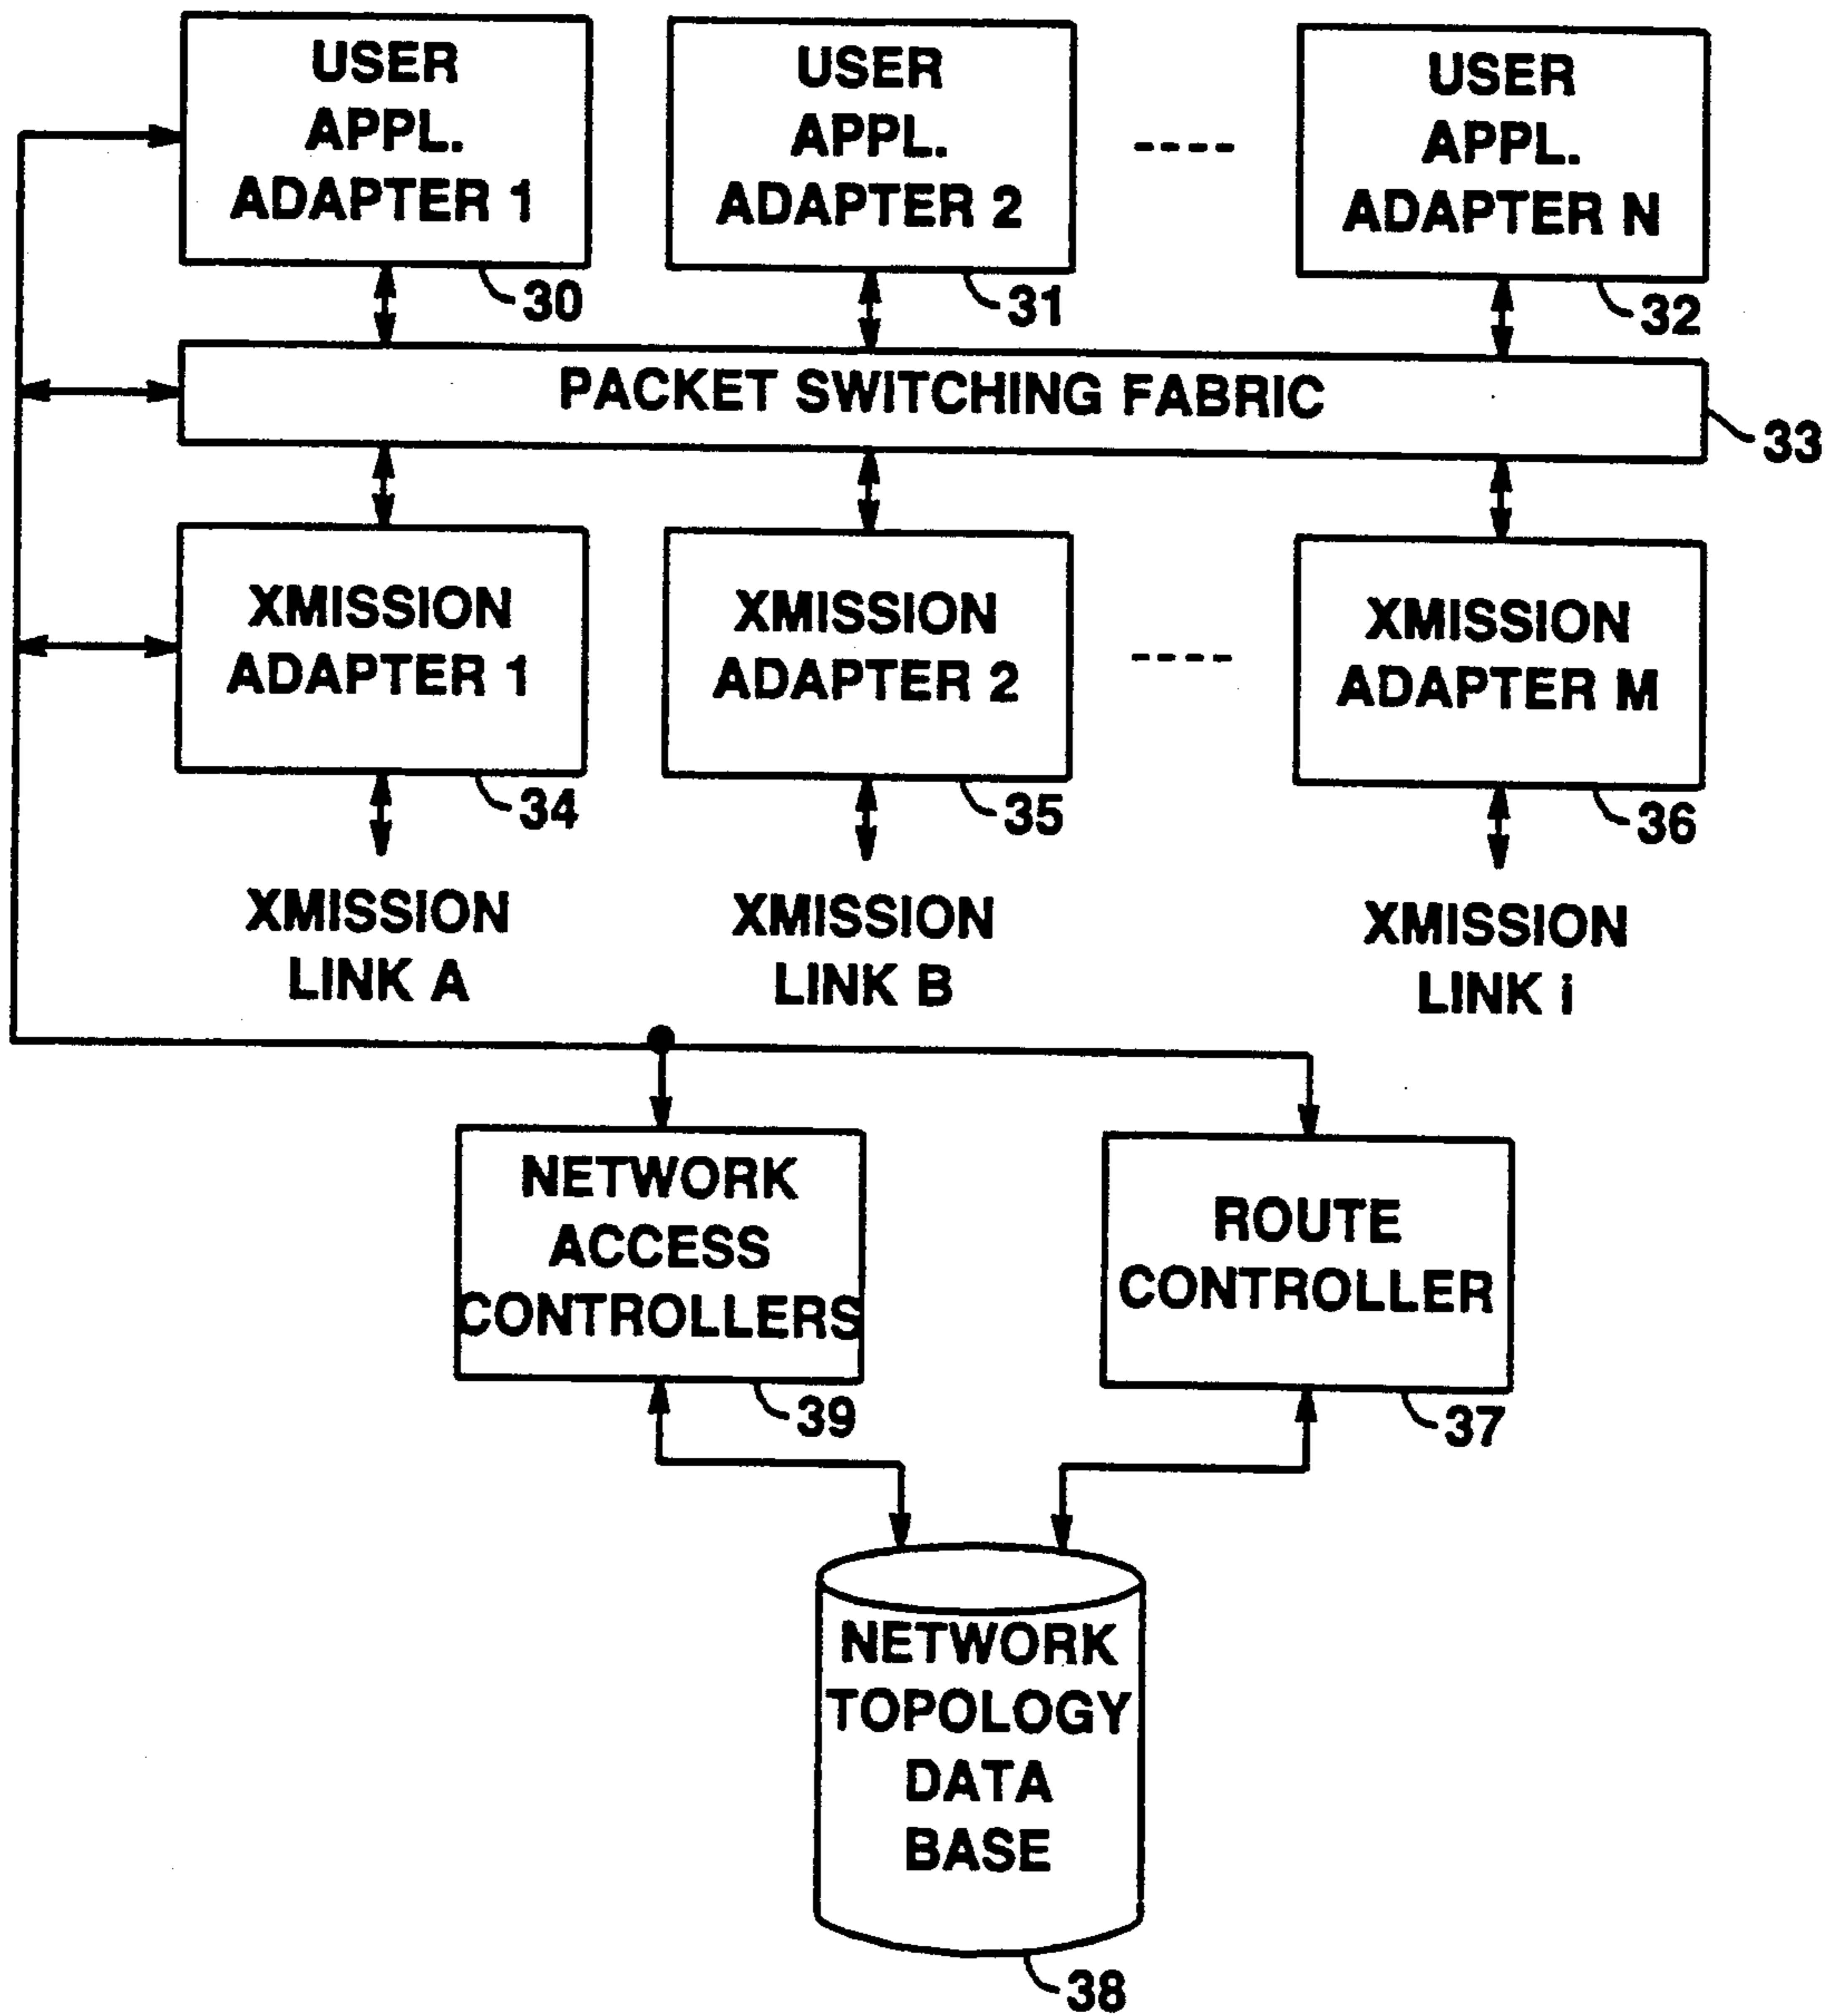 USER
APPL.
ADAPTER 1
30
USER
APPL.
ADAPTER 2
31
----
USER
APPL.
ADAPTER N
32
PACKET SWITCHING FABRIC
33
XMISSION
ADAPTER 1
34
XMISSION
ADAPTER 2
35
----
XMISSION
ADAPTER M
36
XMISSION
LINK A
XMISSION
LINK B
XMISSION
LINK i
NETWORK
ACCESS
CONTROLLERS
39
ROUTE
CONTROLLER
37
NETWORK
TOPOLOGY
DATA
BASE
38